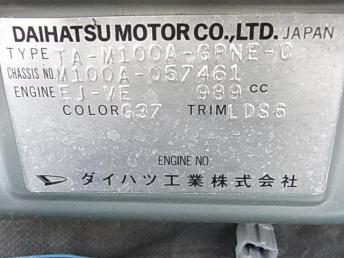 DAIHATSU MOTOR CO., LTD. JAPAN
TYPE TA-M100A-GPNE-C
CHASSIS NO. M100A-057461
ENGINE EJ-VE 989 CC
COLOR G37 TRIM LDS6
ENGINE NO.
ダイハツ工業株式会社